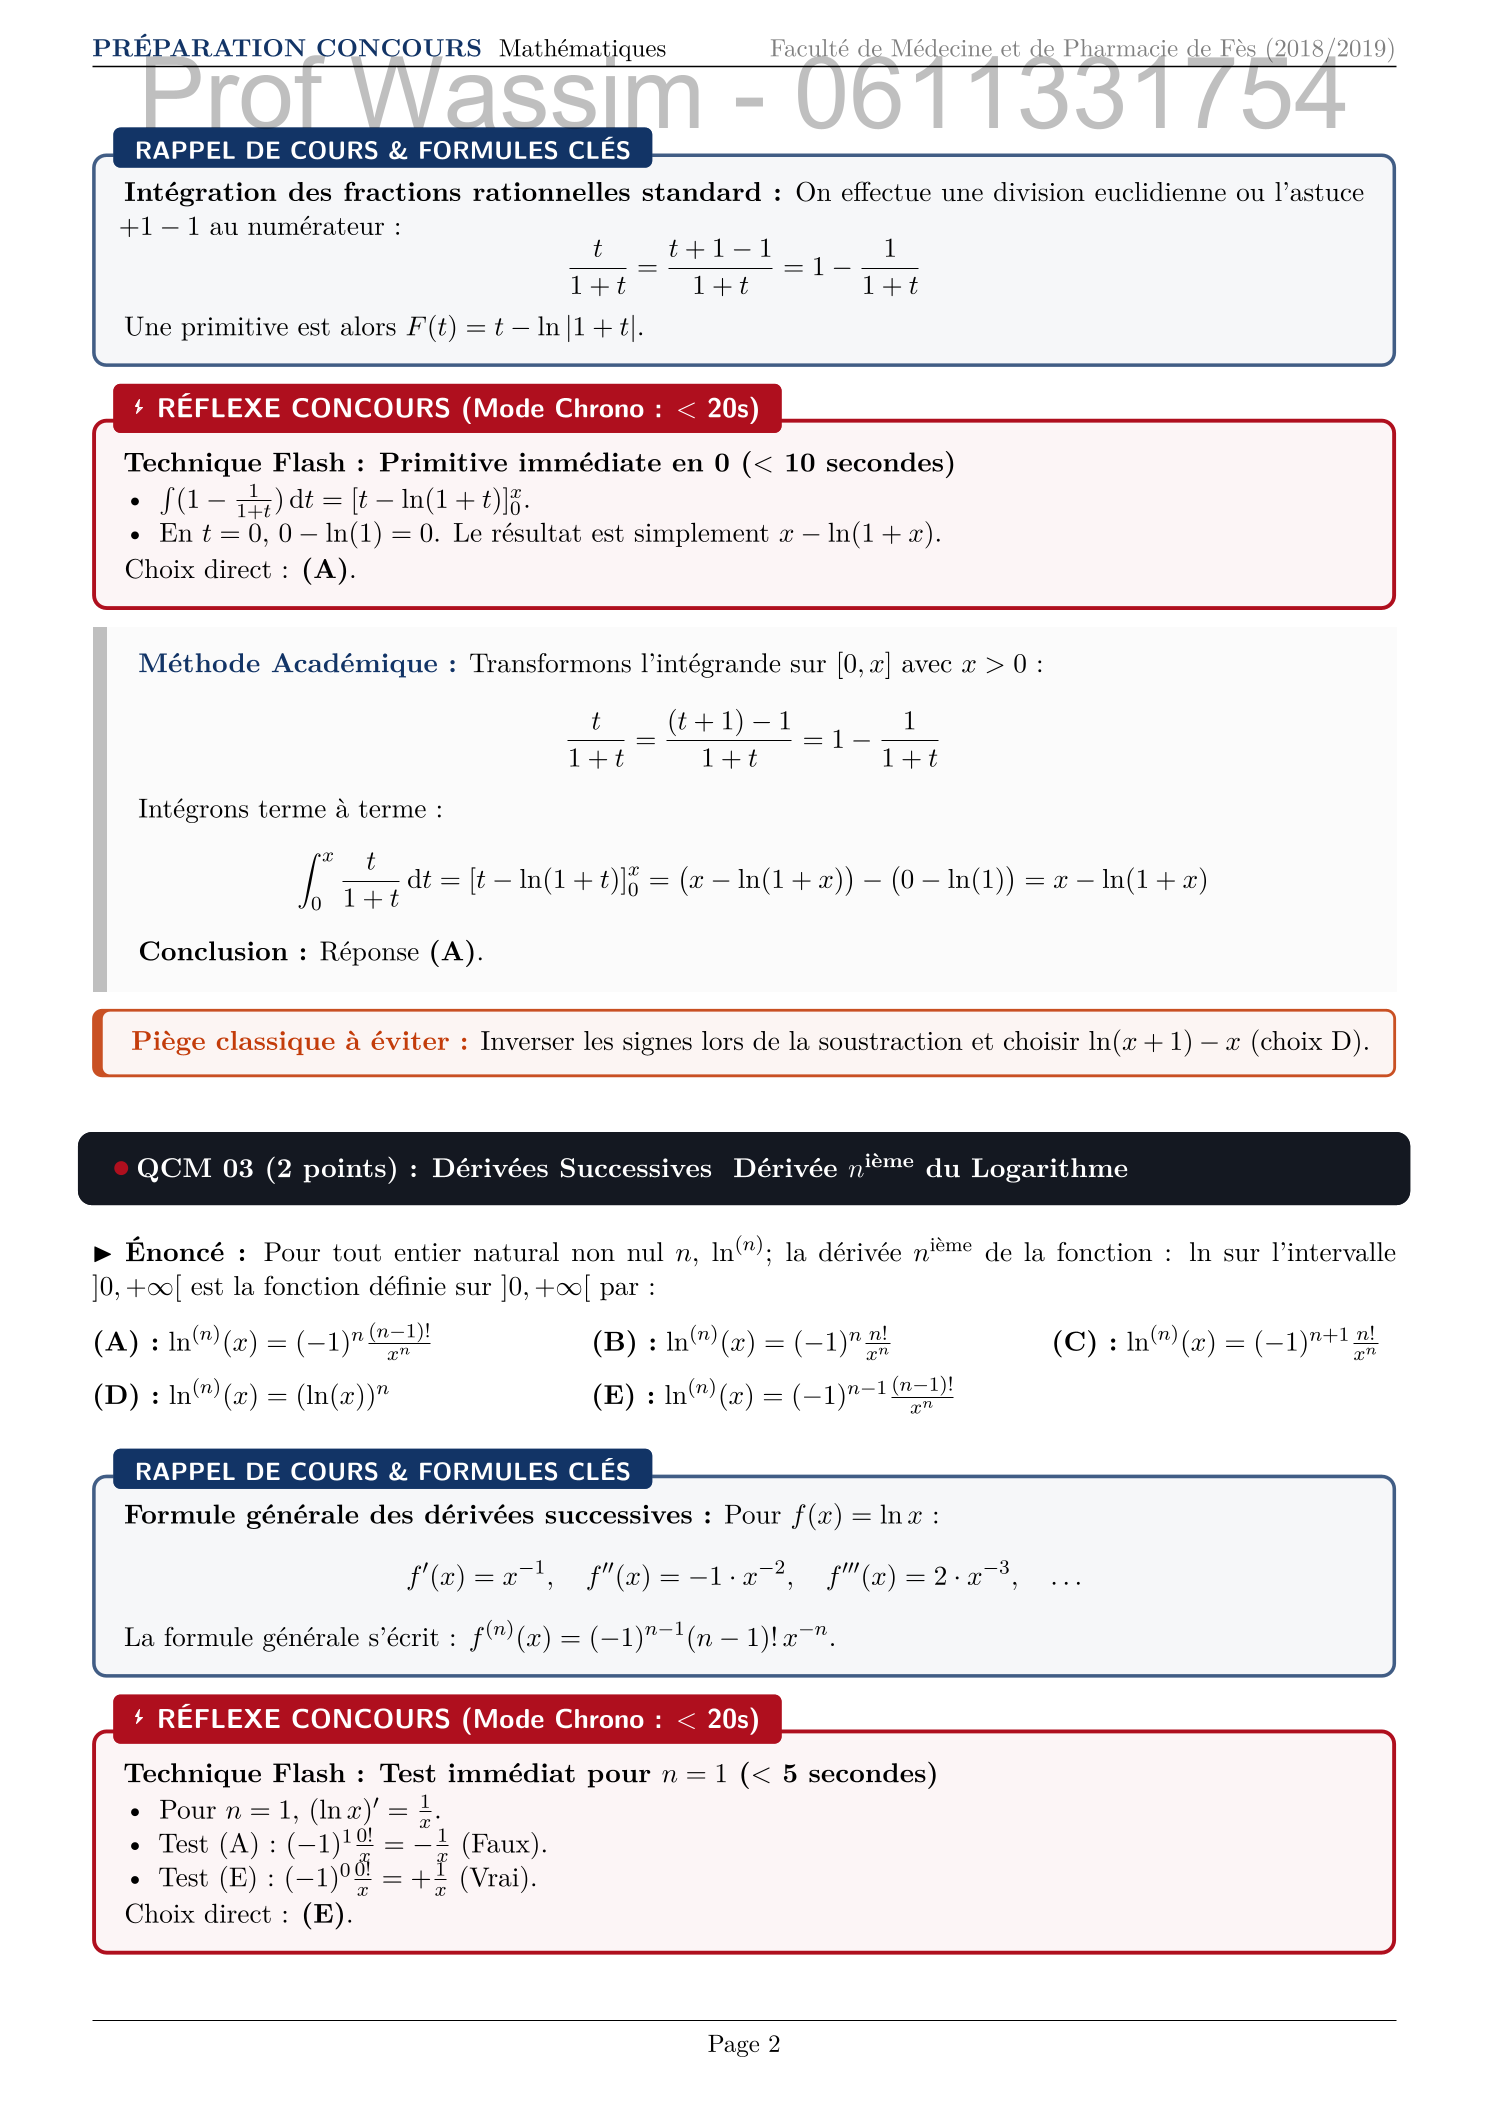 PRÉPARATION CONCOURS Mathématiques Faculté de Médecine et de Pharmacie de Fès (2018/2019)
Prof Wassim - 0611331754
RAPPEL DE COURS & FORMULES CLÉS
Intégration des fractions rationnelles standard : On effectue une division euclidienne ou l'astuce
+1 − 1 au numérateur :
t/(1 + t) = (t + 1 − 1)/(1 + t) = 1 − 1/(1 + t)
Une primitive est alors F(t) = t − ln |1 + t|.
RÉFLEXE CONCOURS (Mode Chrono : < 20s)
Technique Flash : Primitive immédiate en 0 (< 10 secondes)
• ∫(1 − 1/(1+t)) dt = [t − ln(1 + t)]₀ˣ.
• En t = 0, 0 − ln(1) = 0. Le résultat est simplement x − ln(1 + x).
Choix direct : (A).
Méthode Académique : Transformons l'intégrande sur [0, x] avec x > 0 :
t/(1 + t) = ((t + 1) − 1)/(1 + t) = 1 − 1/(1 + t)
Intégrons terme à terme :
∫₀ˣ t/(1 + t) dt = [t − ln(1 + t)]₀ˣ = (x − ln(1 + x)) − (0 − ln(1)) = x − ln(1 + x)
Conclusion : Réponse (A).
Piège classique à éviter : Inverser les signes lors de la soustraction et choisir ln(x + 1) − x (choix D).
● QCM 03 (2 points) : Dérivées Successives Dérivée n^ième du Logarithme
► Énoncé : Pour tout entier natural non nul n, ln^(n); la dérivée n^ième de la fonction : ln sur l'intervalle
]0, +∞[ est la fonction définie sur ]0, +∞[ par :
(A) : ln^(n)(x) = (−1)^n (n−1)!/x^n (B) : ln^(n)(x) = (−1)^n n!/x^n (C) : ln^(n)(x) = (−1)^(n+1) n!/x^n
(D) : ln^(n)(x) = (ln(x))^n (E) : ln^(n)(x) = (−1)^(n−1) (n−1)!/x^n
RAPPEL DE COURS & FORMULES CLÉS
Formule générale des dérivées successives : Pour f(x) = ln x :
f′(x) = x^−1, f′′(x) = −1 · x^−2, f′′′(x) = 2 · x^−3, . . .
La formule générale s'écrit : f^(n)(x) = (−1)^(n−1)(n − 1)! x^−n.
RÉFLEXE CONCOURS (Mode Chrono : < 20s)
Technique Flash : Test immédiat pour n = 1 (< 5 secondes)
• Pour n = 1, (ln x)′ = 1/x.
• Test (A) : (−1)^1 0!/x = −1/x (Faux).
• Test (E) : (−1)^0 0!/x = +1/x (Vrai).
Choix direct : (E).
Page 2